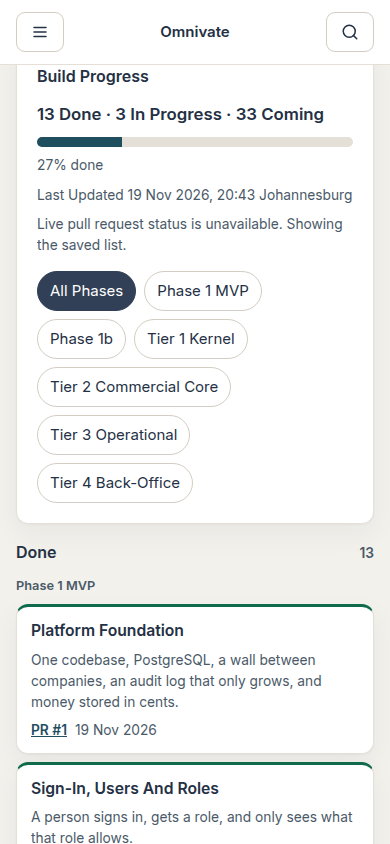 Omnivate
Build Progress
13 Done · 3 In Progress · 33 Coming
27% done
Last Updated 19 Nov 2026, 20:43 Johannesburg
Live pull request status is unavailable. Showing
the saved list.
All Phases
Phase 1 MVP
Phase 1b
Tier 1 Kernel
Tier 2 Commercial Core
Tier 3 Operational
Tier 4 Back-Office
Done 13
Phase 1 MVP
Platform Foundation
One codebase, PostgreSQL, a wall between
companies, an audit log that only grows, and
money stored in cents.
PR #1 19 Nov 2026
Sign-In, Users And Roles
A person signs in, gets a role, and only sees what
that role allows.